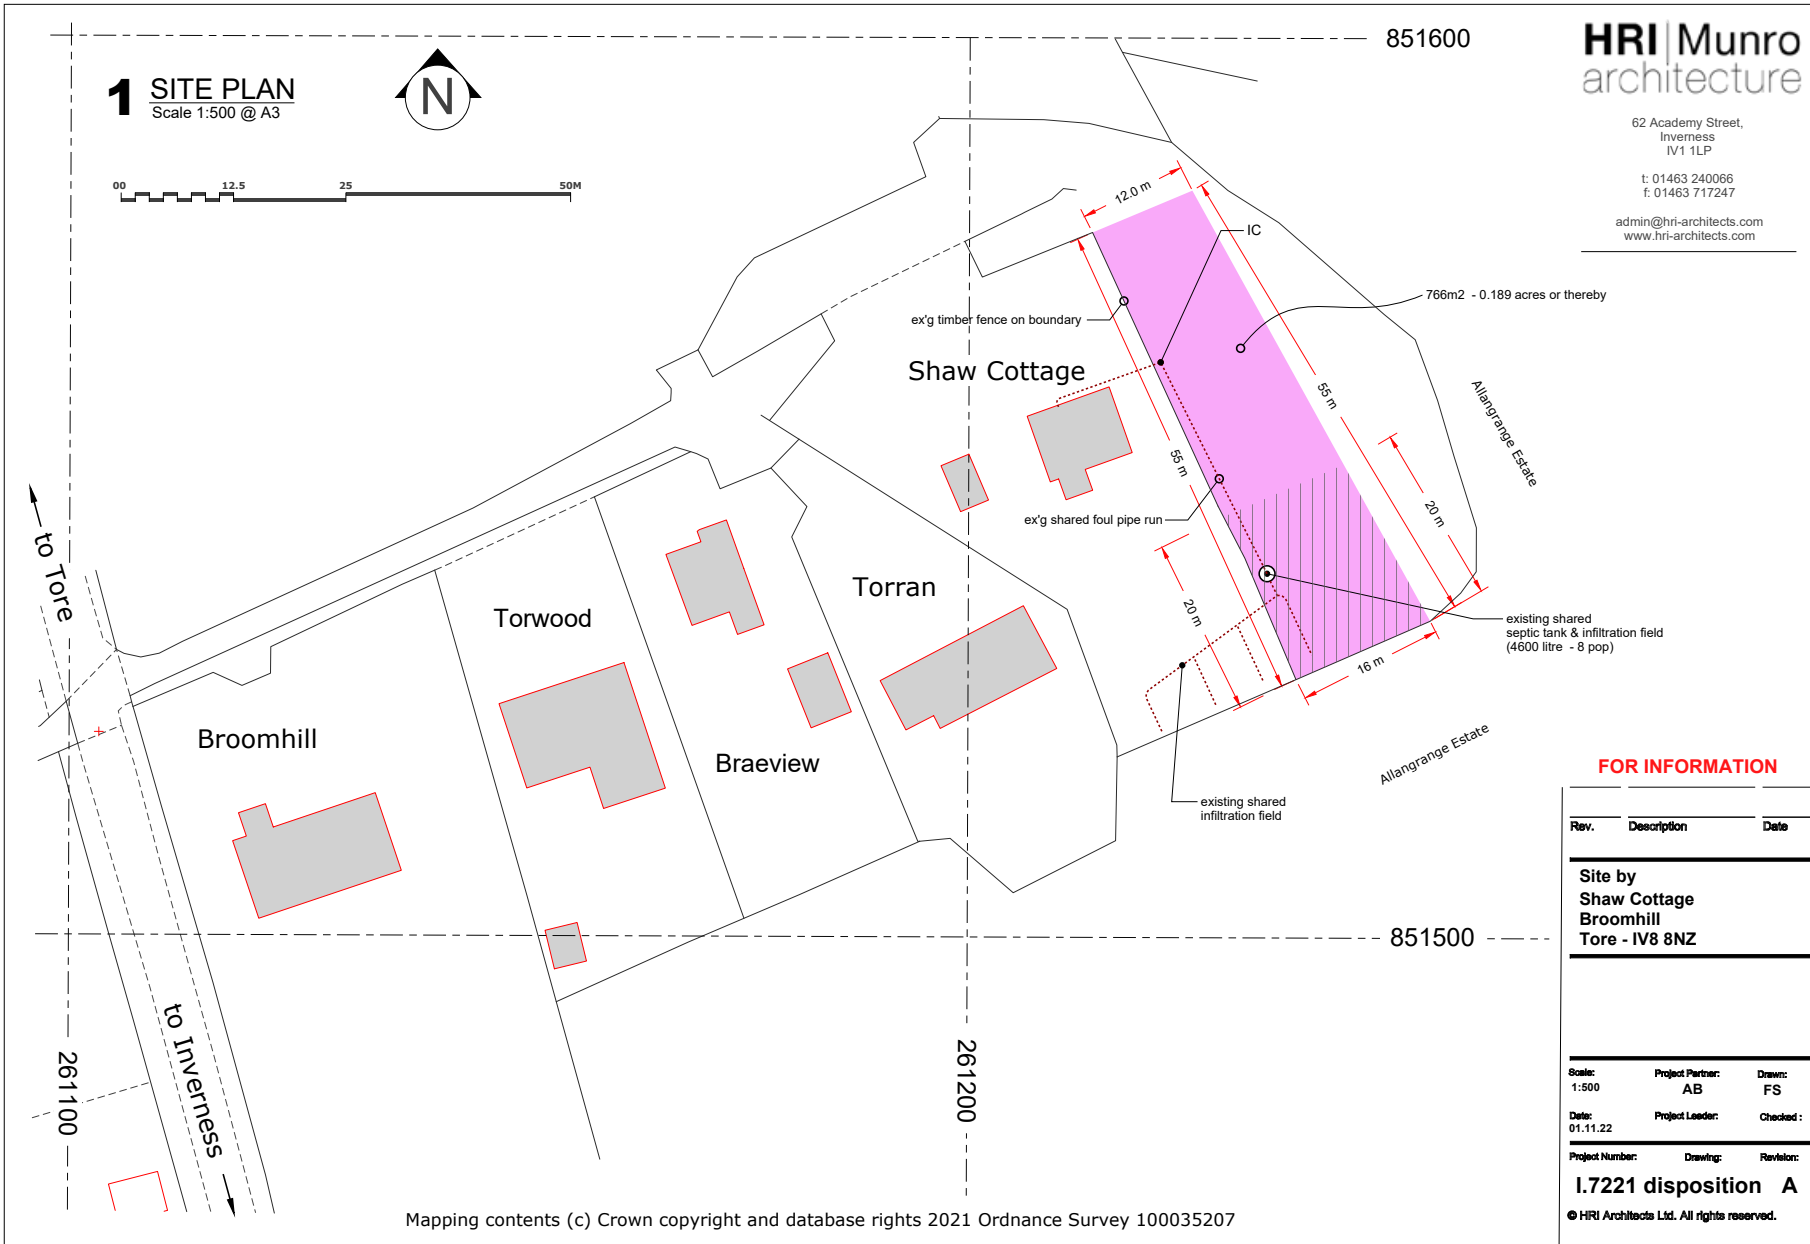 1 SITE PLAN
Scale 1:500 @ A3
N
00 12.5 25 50M
851600
HRI Munro
architecture
62 Academy Street,
Inverness
IV1 1LP
t: 01463 240066
f: 01463 717247
admin@hri-architects.com
www.hri-architects.com
12.0 m
IC
766m2 - 0.189 acres or thereby
ex'g timber fence on boundary
Shaw Cottage
55 m
Allangrange Estate
55 m
20 m
ex'g shared foul pipe run
to Tore
Torran
Torwood
20 m
existing shared
septic tank & infiltration field
(4600 litre - 8 pop)
16 m
Broomhill
Braeview
Allangrange Estate
existing shared
infiltration field
851500
to Inverness
261100
261200
FOR INFORMATION
Rev. Description Date
Site by
Shaw Cottage
Broomhill
Tore - IV8 8NZ
Scale: Project Partner: Drawn:
1:500 AB FS
Date: Project Leader: Checked :
01.11.22
Project Number: Drawing: Revision:
I.7221 disposition A
© HRI Architects Ltd. All rights reserved.
Mapping contents (c) Crown copyright and database rights 2021 Ordnance Survey 100035207